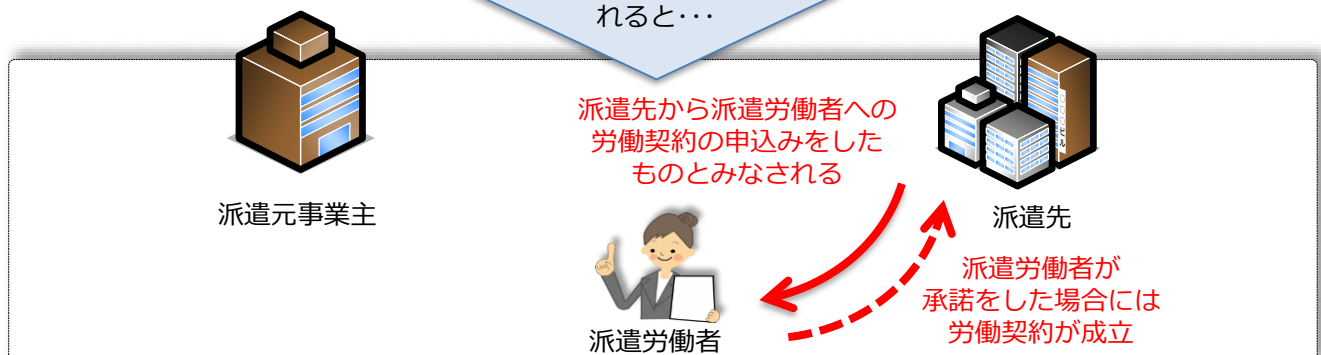 れると･･･
派遣先から派遣労働者への
労働契約の申込みをした
ものとみなされる
○○○ビル
派遣元事業主
派遣先
派遣労働者が
承諾をした場合には
労働契約が成立
派遣労働者